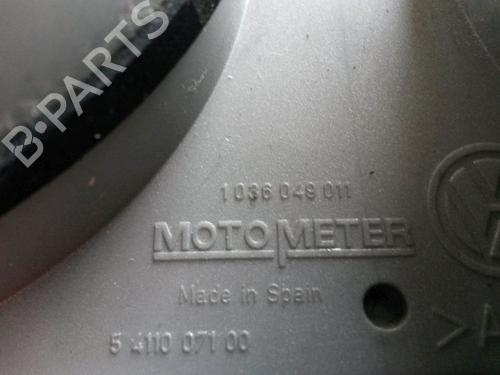 B-PARTS
1 036 049 011
MOTOMETER
Made in Spain
5 4110 071 00
>A